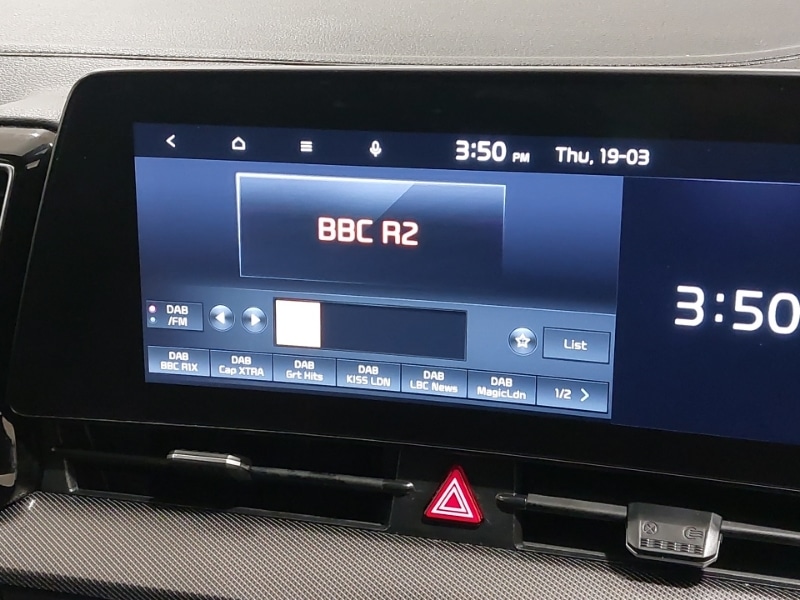 3:50 PM Thu, 19-03
BBC R2
3:50
DAB
/FM
List
DAB
BBC R1X
DAB
Cap XTRA
DAB
Grt Hits
DAB
KISS LDN
DAB
LBC News
DAB
MagicLdn
1/2